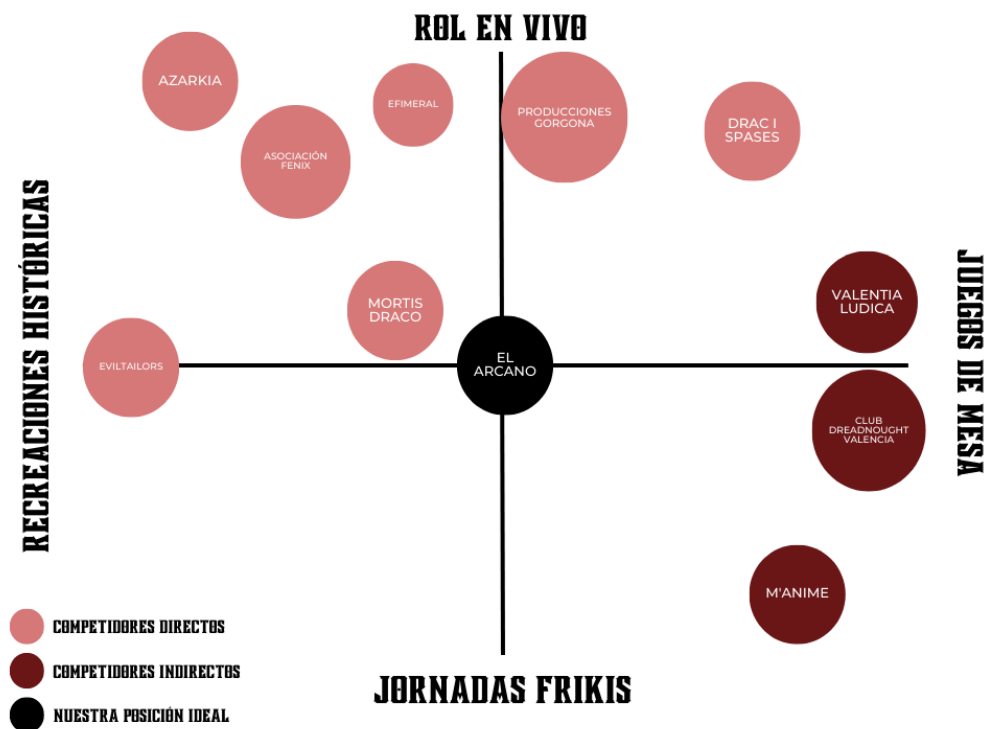 ROL EN VIVO
AZARKIA
EFIMERAL
PRODUCCIONES
GORGONA
DRAC I
SPASES
ASOCIACIÓN
FENIX
RECREACIONES HISTÓRICAS
JUEGOS DE MESA
MORTIS
DRACO
VALENTIA
LUDICA
EVILTAILORS
EL
ARCANO
CLUB
DREADNOUGHT
VALENCIA
M'ANIME
COMPETIDORES DIRECTOS
COMPETIDORES INDIRECTOS
NUESTRA POSICIÓN IDEAL
JORNADAS FRIKIS